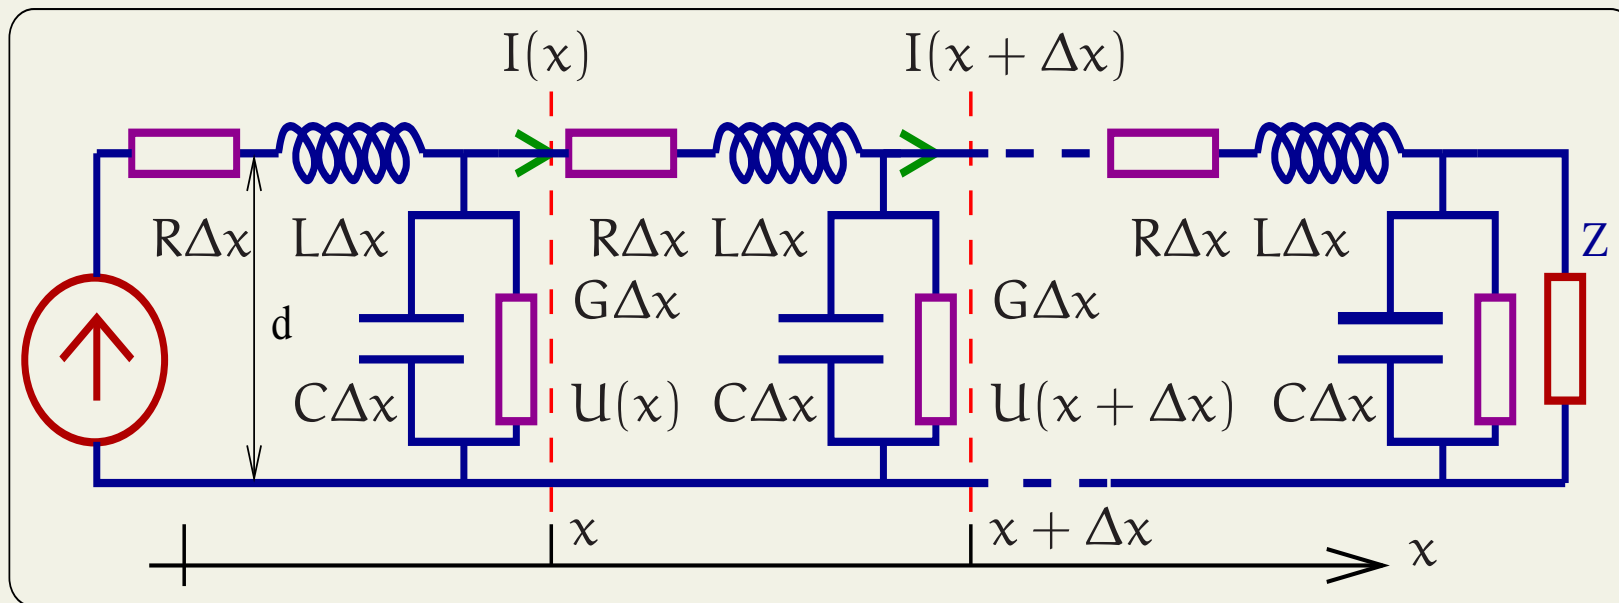 I(x) I(x + Δx)
RΔx LΔx RΔx LΔx RΔx LΔx Z
GΔx GΔx
d
CΔx U(x) CΔx U(x + Δx) CΔx
x x + Δx x